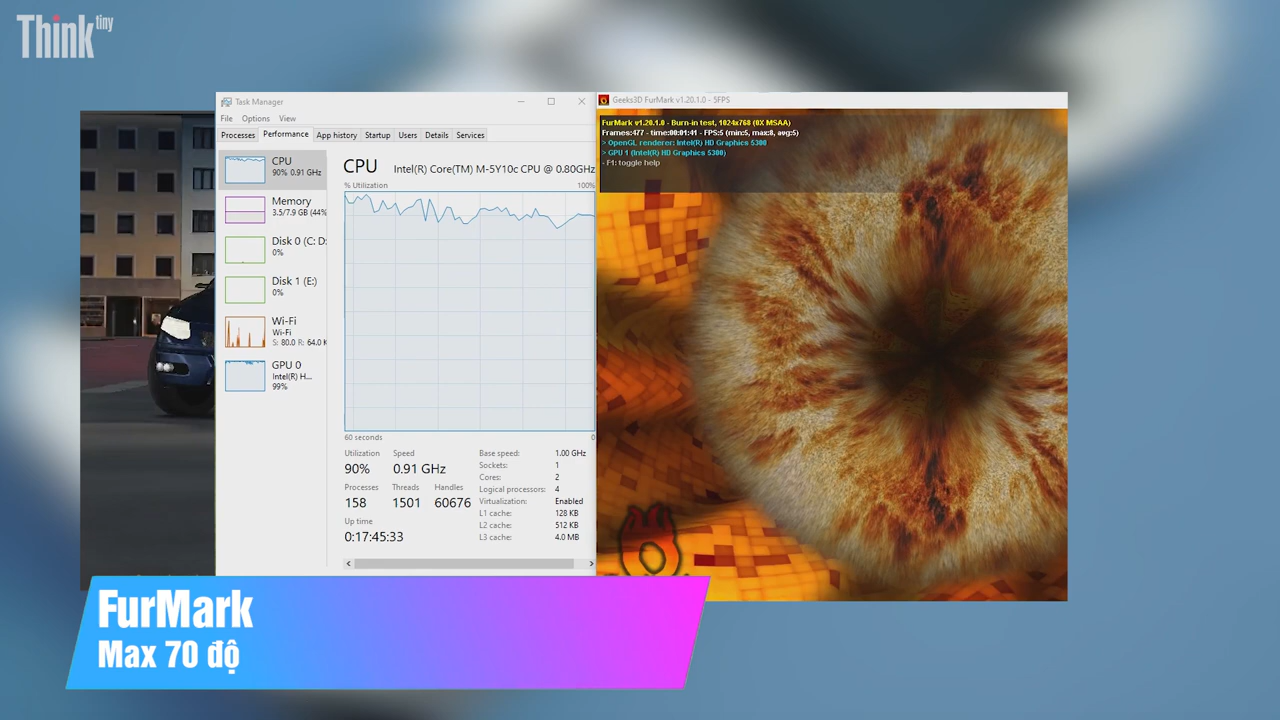 Think tiny
Task Manager
File Options View
Processes Performance App history Startup Users Details Services
CPU
90% 0.91 GHz
Memory
3.5/7.9 GB (44%
Disk 0 (C: D:
0%
Disk 1 (E:)
0%
Wi-Fi
Wi-Fi
S: 80.0 R: 64.0 K
GPU 0
Intel(R) H...
99%
CPU Intel(R) Core(TM) M-5Y10c CPU @ 0.80GHz
% Utilization 100%
60 seconds 0
Utilization Speed
90% 0.91 GHz
Processes Threads Handles
158 1501 60676
Up time
0:17:45:33
Base speed: 1.00 GHz
Sockets: 1
Cores: 2
Logical processors: 4
Virtualization: Enabled
L1 cache: 128 KB
L2 cache: 512 KB
L3 cache: 4.0 MB
Geeks3D FurMark v1.20.1.0 - 5FPS
FurMark v1.20.1.0 - Burn-in test, 1024x768 (0X MSAA)
Frames:477 - time:00:01:41 - FPS:5 (min:5, max:8, avg:5)
> OpenGL renderer: Intel(R) HD Graphics 5300
> GPU 1 (Intel(R) HD Graphics 5300)
- F1: toggle help
FurMark
Max 70 độ